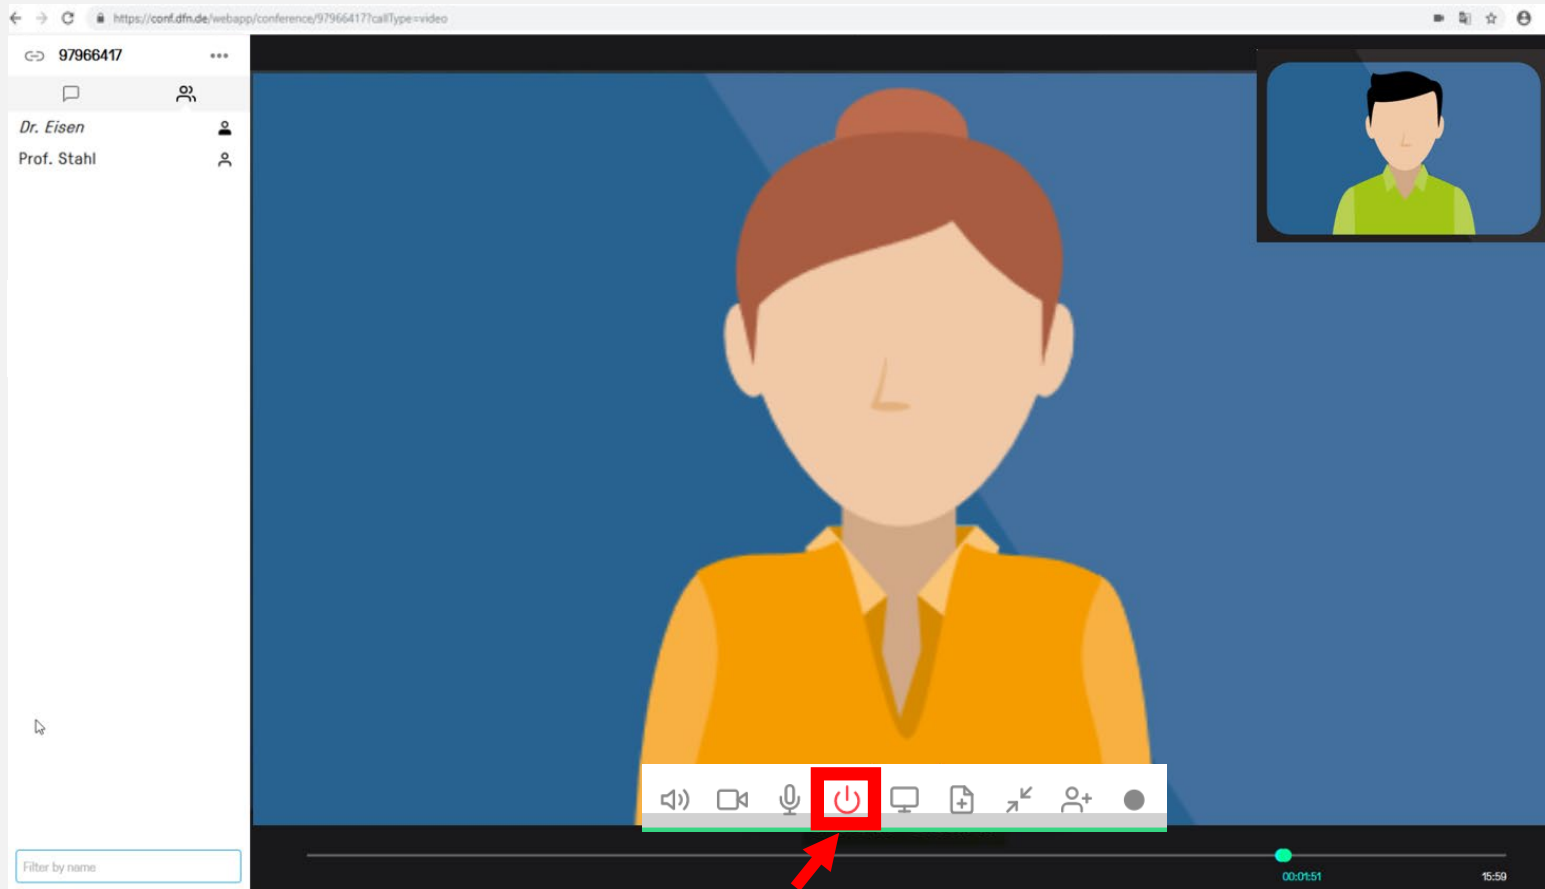 https://conf.dfn.de/webapp/conference/97966417?callType=video
97966417
Dr. Eisen
Prof. Stahl
Filter by name
00:01:51
15:59